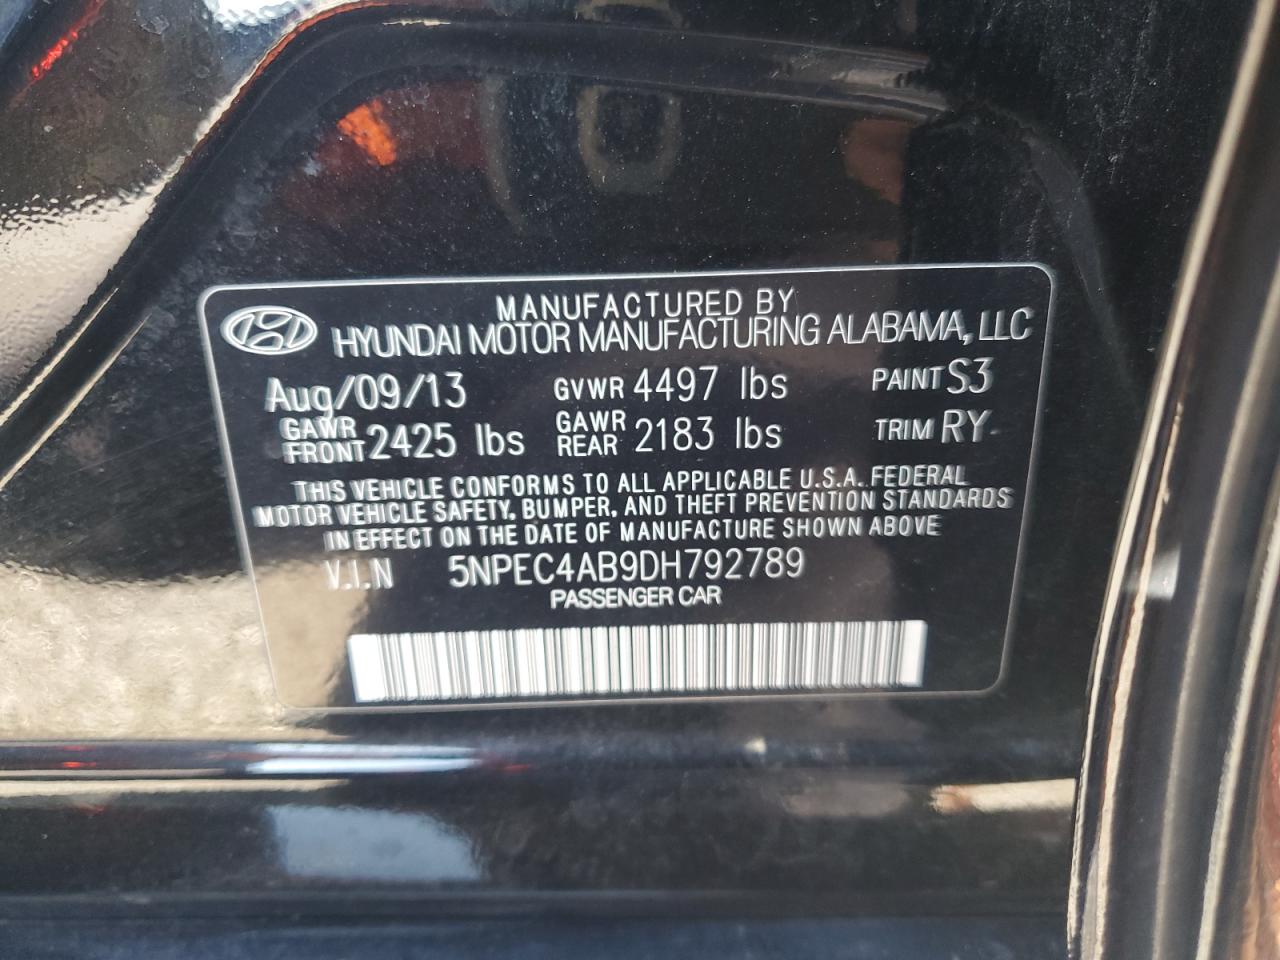 MANUFACTURED BY
HYUNDAI MOTOR MANUFACTURING ALABAMA, LLC
Aug/09/13 GVWR 4497 lbs PAINT S3
GAWR FRONT 2425 lbs GAWR REAR 2183 lbs TRIM RY
THIS VEHICLE CONFORMS TO ALL APPLICABLE U.S.A. FEDERAL
MOTOR VEHICLE SAFETY, BUMPER, AND THEFT PREVENTION STANDARDS
IN EFFECT ON THE DATE OF MANUFACTURE SHOWN ABOVE
V.I.N 5NPEC4AB9DH792789
PASSENGER CAR